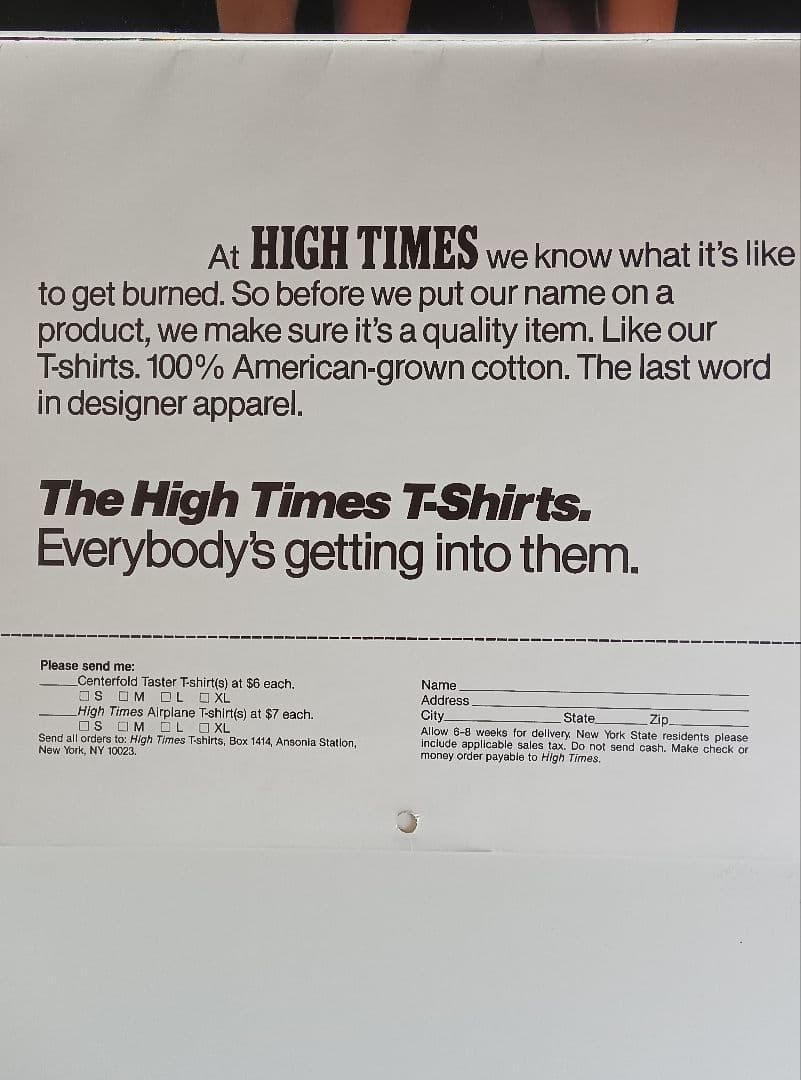 At HIGH TIMES we know what it's like
to get burned. So before we put our name on a
product, we make sure it's a quality item. Like our
T-shirts. 100% American-grown cotton. The last word
in designer apparel.
The High Times T-Shirts.
Everybody's getting into them.
Please send me:
Centerfold Taster T-shirt(s) at $6 each.
☐ S ☐ M ☐ L ☐ XL
High Times Airplane T-shirt(s) at $7 each.
☐ S ☐ M ☐ L ☐ XL
Send all orders to: High Times T-shirts, Box 1414, Ansonia Station,
New York, NY 10023.
Name
Address
City State Zip
Allow 6-8 weeks for delivery. New York State residents please
include applicable sales tax. Do not send cash. Make check or
money order payable to High Times.